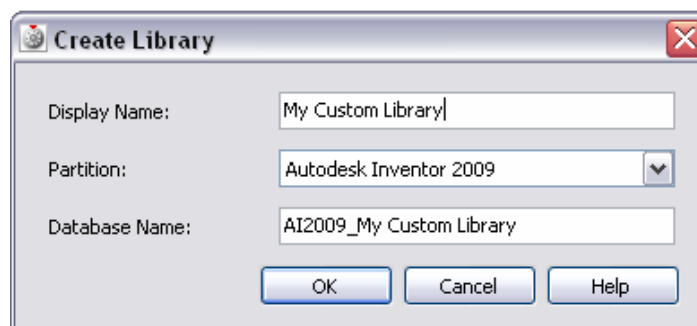 Create Library
Display Name: My Custom Library
Partition: Autodesk Inventor 2009
Database Name: AI2009_My Custom Library
OK Cancel Help